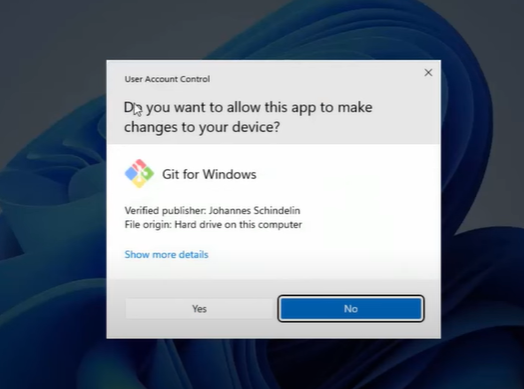 User Account Control
Do you want to allow this app to make
changes to your device?
Git for Windows
Verified publisher: Johannes Schindelin
File origin: Hard drive on this computer
Show more details
Yes
No